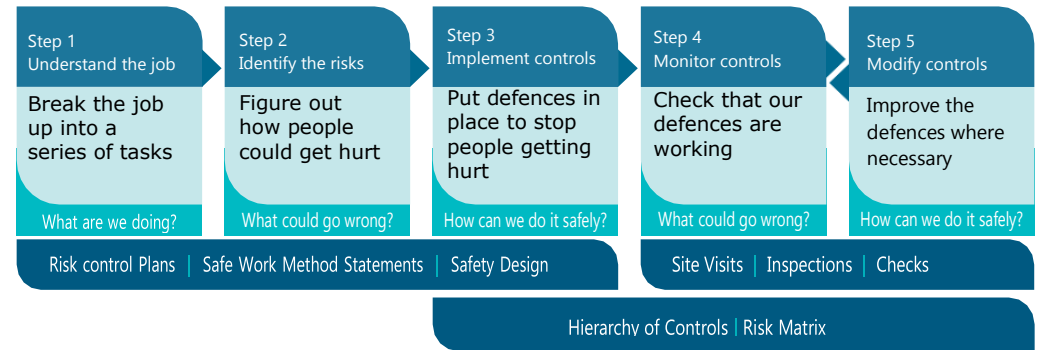 Step 1
Understand the job
Break the job
up into a
series of tasks
What are we doing?
Step 2
Identify the risks
Figure out
how people
could get hurt
What could go wrong?
Step 3
Implement controls
Put defences in
place to stop
people getting
hurt
How can we do it safely?
Step 4
Monitor controls
Check that our
defences are
working
What could go wrong?
Step 5
Modify controls
Improve the
defences where
necessary
How can we do it safely?
Risk control Plans | Safe Work Method Statements | Safety Design
Site Visits | Inspections | Checks
Hierarchy of Controls | Risk Matrix